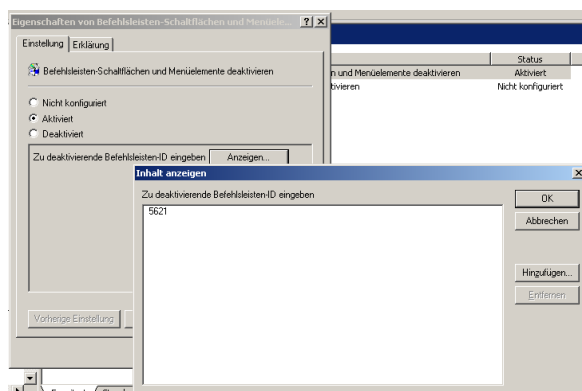 Eigenschaften von Befehlsleisten-Schaltflächen und Menüele...
Einstellung Erklärung
Befehlsleisten-Schaltflächen und Menüelemente deaktivieren
Nicht konfiguriert
Aktiviert
Deaktiviert
Zu deaktivierende Befehlsleisten-ID eingeben Anzeigen...
Vorherige Einstellung
Status
n und Menüelemente deaktivieren Aktiviert
tivieren Nicht konfiguriert
Inhalt anzeigen
Zu deaktivierende Befehlsleisten-ID eingeben
5621
OK
Abbrechen
Hinzufügen...
Entfernen